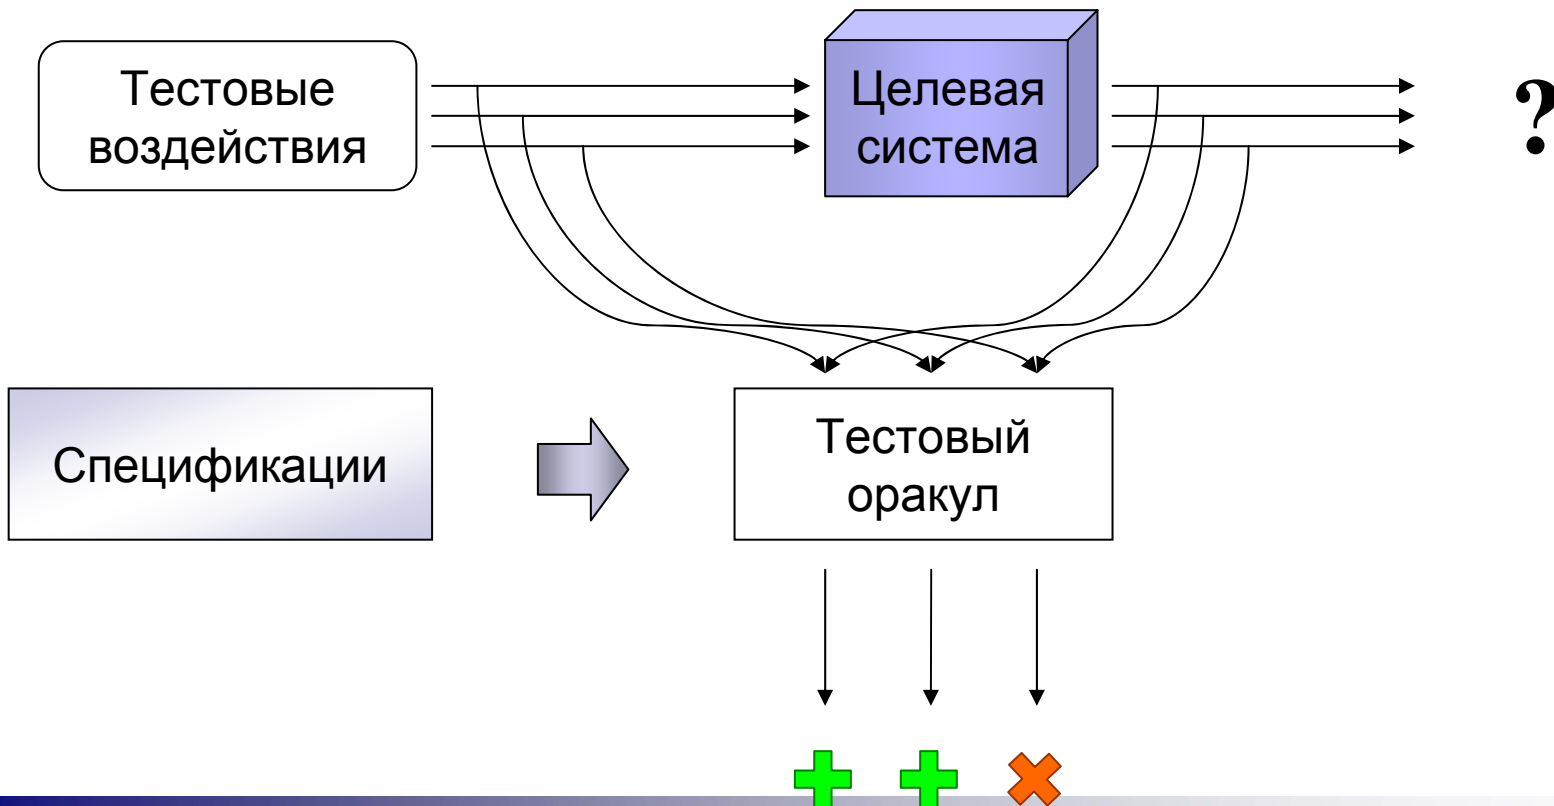 Тестовые
воздействия
Целевая
система
?
Спецификации
Тестовый
оракул